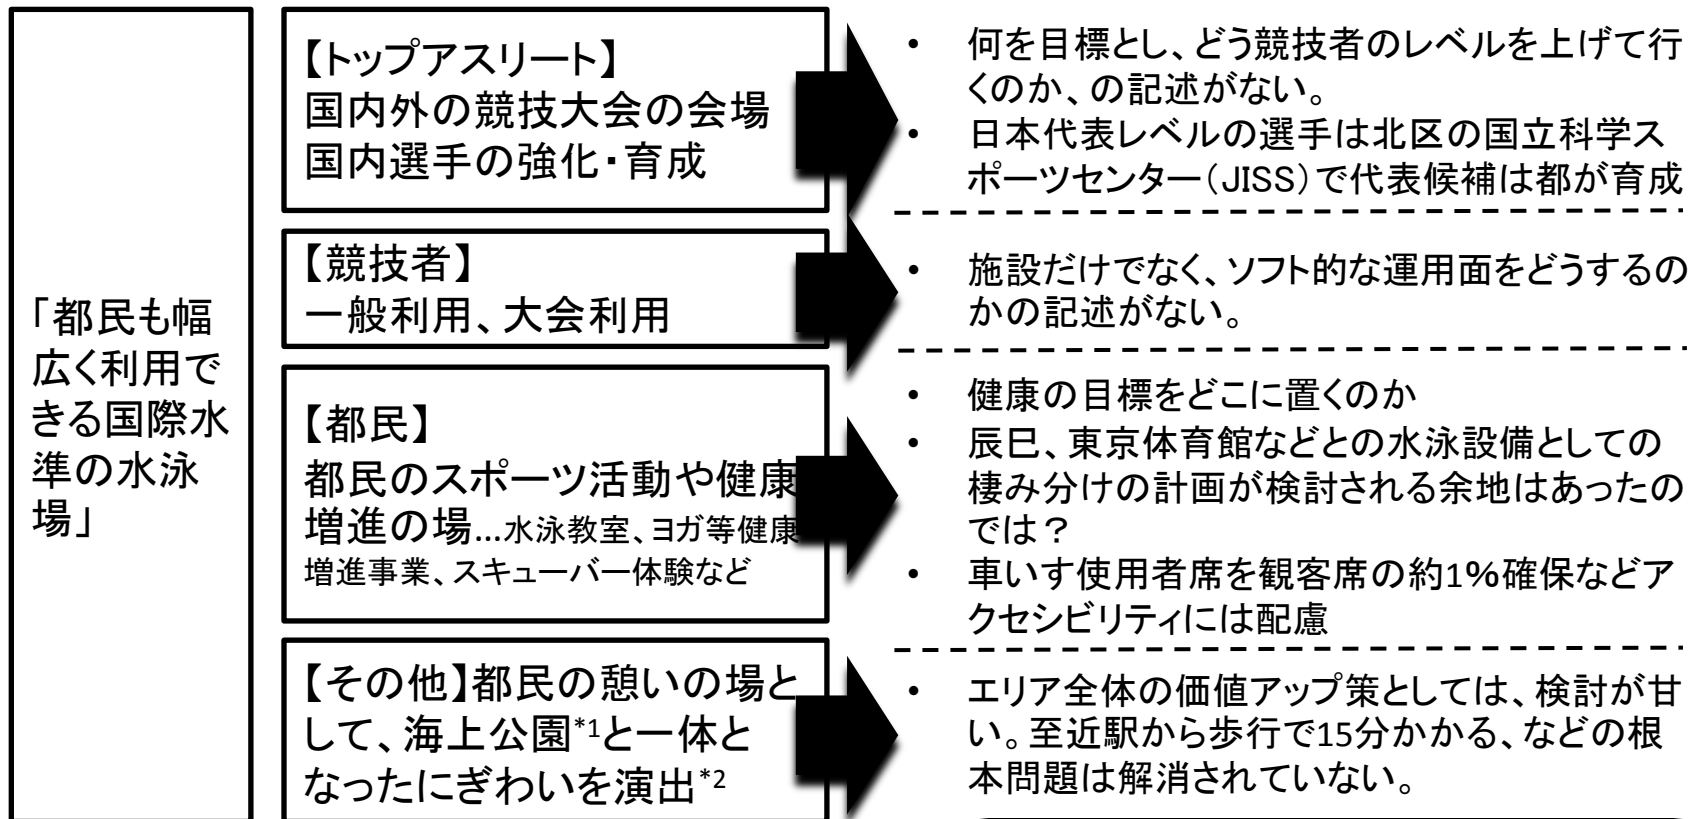 「都民も幅
広く利用で
きる国際水
準の水泳
場」
【トップアスリート】
国内外の競技大会の会場
国内選手の強化・育成
• 何を目標とし、どう競技者のレベルを上げて行
くのか、の記述がない。
• 日本代表レベルの選手は北区の国立科学ス
ポーツセンター(JISS)で代表候補は都が育成
【競技者】
一般利用、大会利用
• 施設だけでなく、ソフト的な運用面をどうするの
かの記述がない。
【都民】
都民のスポーツ活動や健康
増進の場...水泳教室、ヨガ等健康
増進事業、スキューバー体験など
• 健康の目標をどこに置くのか
• 辰巳、東京体育館などとの水泳設備としての
棲み分けの計画が検討される余地はあったの
では？
• 車いす使用者席を観客席の約1%確保などア
クセシビリティには配慮
【その他】都民の憩いの場と
して、海上公園*1と一体と
なったにぎわいを演出*2
• エリア全体の価値アップ策としては、検討が甘
い。至近駅から歩行で15分かかる、などの根
本問題は解消されていない。